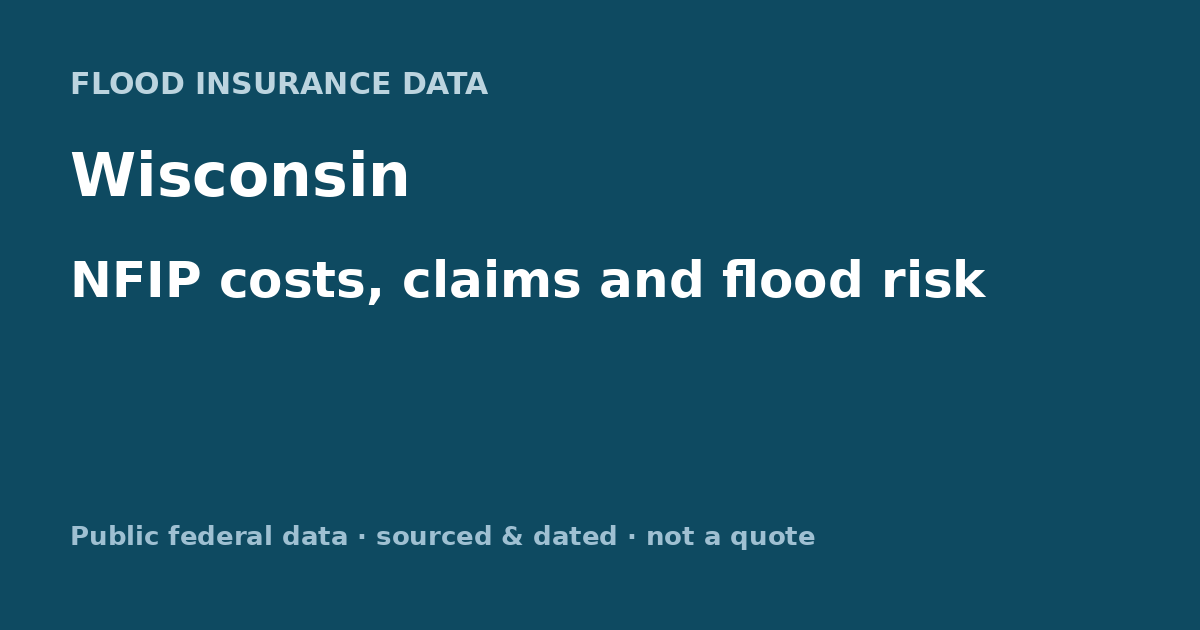 FLOOD INSURANCE DATA
Wisconsin
NFIP costs, claims and flood risk
Public federal data · sourced & dated · not a quote